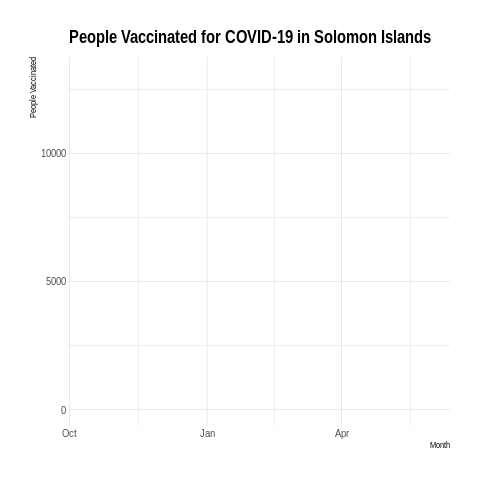 People Vaccinated for COVID-19 in Solomon Islands
People Vaccinated
10000
5000
0
Oct Jan Apr
Month